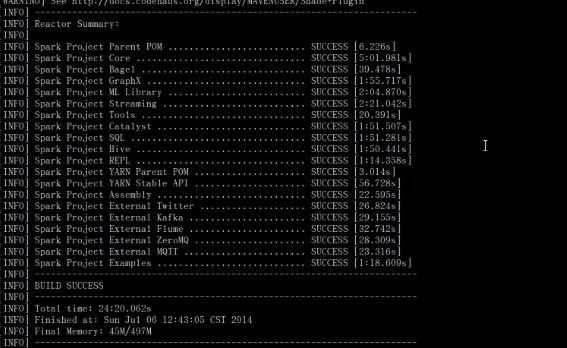 [WARNING] See http://docs.codehaus.org/display/MAVENUSER/Shade+Plugin
[INFO] ------------------------------------------------------------------------
[INFO] Reactor Summary:
[INFO]
[INFO] Spark Project Parent POM .......................... SUCCESS [6.226s]
[INFO] Spark Project Core ................................ SUCCESS [5:01.981s]
[INFO] Spark Project Bagel ............................... SUCCESS [39.478s]
[INFO] Spark Project GraphX .............................. SUCCESS [1:55.717s]
[INFO] Spark Project ML Library .......................... SUCCESS [2:04.870s]
[INFO] Spark Project Streaming ........................... SUCCESS [2:21.042s]
[INFO] Spark Project Tools ............................... SUCCESS [20.391s]
[INFO] Spark Project Catalyst ............................ SUCCESS [1:51.507s]
[INFO] Spark Project SQL ................................. SUCCESS [1:51.281s]
[INFO] Spark Project Hive ................................ SUCCESS [1:50.441s]
[INFO] Spark Project REPL ................................ SUCCESS [1:14.358s]
[INFO] Spark Project YARN Parent POM ..................... SUCCESS [3.014s]
[INFO] Spark Project YARN Stable API ..................... SUCCESS [56.728s]
[INFO] Spark Project Assembly ............................ SUCCESS [22.595s]
[INFO] Spark Project External Twitter .................... SUCCESS [26.824s]
[INFO] Spark Project External Kafka ...................... SUCCESS [29.155s]
[INFO] Spark Project External Flume ...................... SUCCESS [32.742s]
[INFO] Spark Project External ZeroMQ ..................... SUCCESS [28.309s]
[INFO] Spark Project External MQTT ....................... SUCCESS [23.316s]
[INFO] Spark Project Examples ............................ SUCCESS [1:18.609s]
[INFO] ------------------------------------------------------------------------
[INFO] BUILD SUCCESS
[INFO] ------------------------------------------------------------------------
[INFO] Total time: 24:20.062s
[INFO] Finished at: Sun Jul 06 12:43:05 CST 2014
[INFO] Final Memory: 45M/497M
[INFO] ------------------------------------------------------------------------